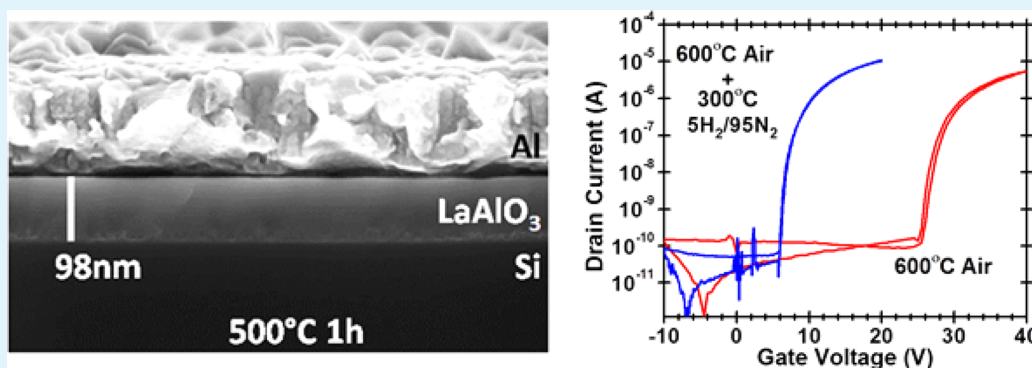 Al
LaAlO₃
98nm
Si
500°C 1h
Drain Current (A)
10⁻⁴
10⁻⁵
10⁻⁶
10⁻⁷
10⁻⁸
10⁻⁹
10⁻¹⁰
10⁻¹¹
600°C Air
+
300°C
5H₂/95N₂
600°C Air
-10 0 10 20 30 40
Gate Voltage (V)